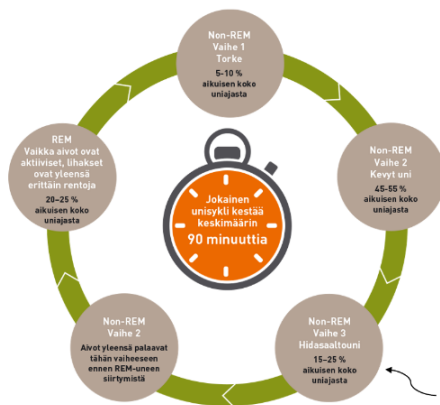 Non-REM
Vaihe 1
Torke
5-10 %
aikuisen koko
uniajasta
Non-REM
Vaihe 2
Kevyt uni
45-55 %
aikuisen koko
uniajasta
Non-REM
Vaihe 3
Hidasaaltouni
15–25 %
aikuisen koko
uniajasta
Non-REM
Vaihe 2
Aivot yleensä palaavat
tähän vaiheeseen
ennen REM-uneen
siirtymistä
REM
Vaikka aivot ovat
aktiiviset, lihakset
ovat yleensä
erittäin rentoja
20–25 %
aikuisen koko
uniajasta
Jokainen
unisykli kestää
keskimäärin
90 minuuttia